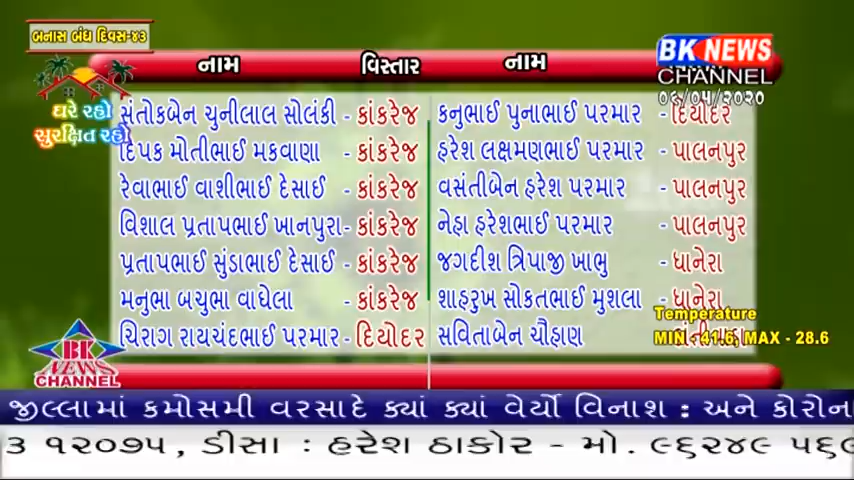 બનાસ બંધ દિવસ-૪૩
BK NEWS
CHANNEL
૦૯/૦૫/૨૦૨૦
ઘરે રહો
સુરક્ષિત રહો
નામ વિસ્તાર નામ
સંતોકબેન ચુનીલાલ સોલંકી - કાંકરેજ કનુભાઈ પુનાભાઈ પરમાર - દિયોદર
દિપક મોતીભાઈ મકવાણા - કાંકરેજ હરેશ લક્ષમણભાઈ પરમાર - પાલનપુર
રેવાભાઈ વાશીભાઈ દેસાઈ - કાંકરેજ વસંતીબેન હરેશ પરમાર - પાલનપુર
વિશાલ પ્રતાપભાઈ ખાનપુરા - કાંકરેજ નેહા હરેશભાઈ પરમાર - પાલનપુર
પ્રતાપભાઈ સુંડાભાઈ દેસાઈ - કાંકરેજ જગદીશ ત્રિપાજી ખાભુ - ધાનેરા
મનુભા બચુભા વાઘેલા - કાંકરેજ શાહરુખ સોકતભાઈ મુશલા - ધાનેરા
ચિરાગ રાયચંદભાઈ પરમાર - દિયોદર સવિતાબેન ચૌહાણ
Temperature
MIN - 41.6, MAX - 28.6
BK
NEWS
CHANNEL
જીલ્લામાં કમોસમી વરસાદે ક્યાં ક્યાં વેર્યો વિનાશ : અને કોરોન
૩ ૧૨૦૭૫, ડીસા : હરેશ ઠાકોર - મો. ૯૬૨૪૯ ૫૬૯